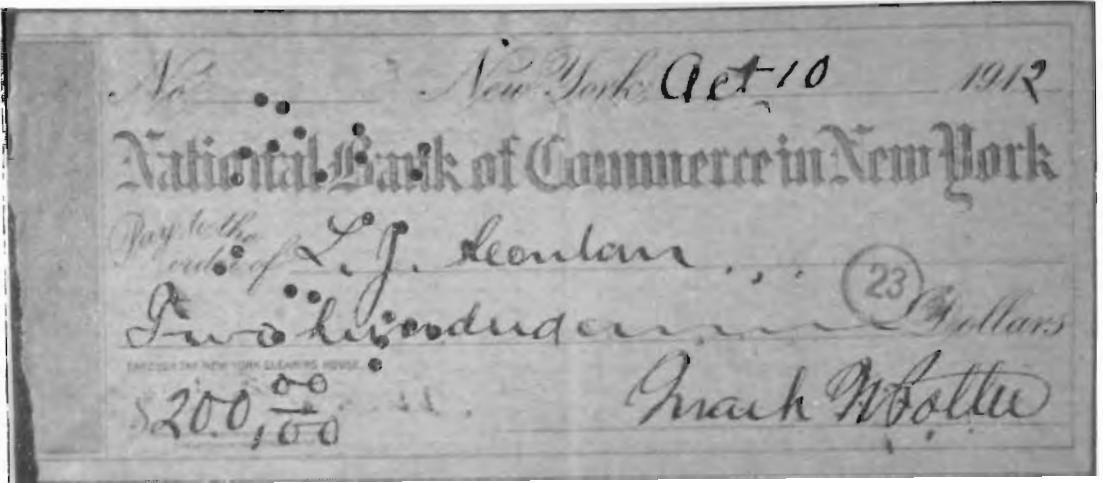 No New York, Oct 10 1912
National Bank of Commerce in New York
Pay to the
order of L. J. Conlan
23
Two hundred Dollars
THROUGH THE NEW YORK CLEARING HOUSE.
$200 00/100
Mark W Potter